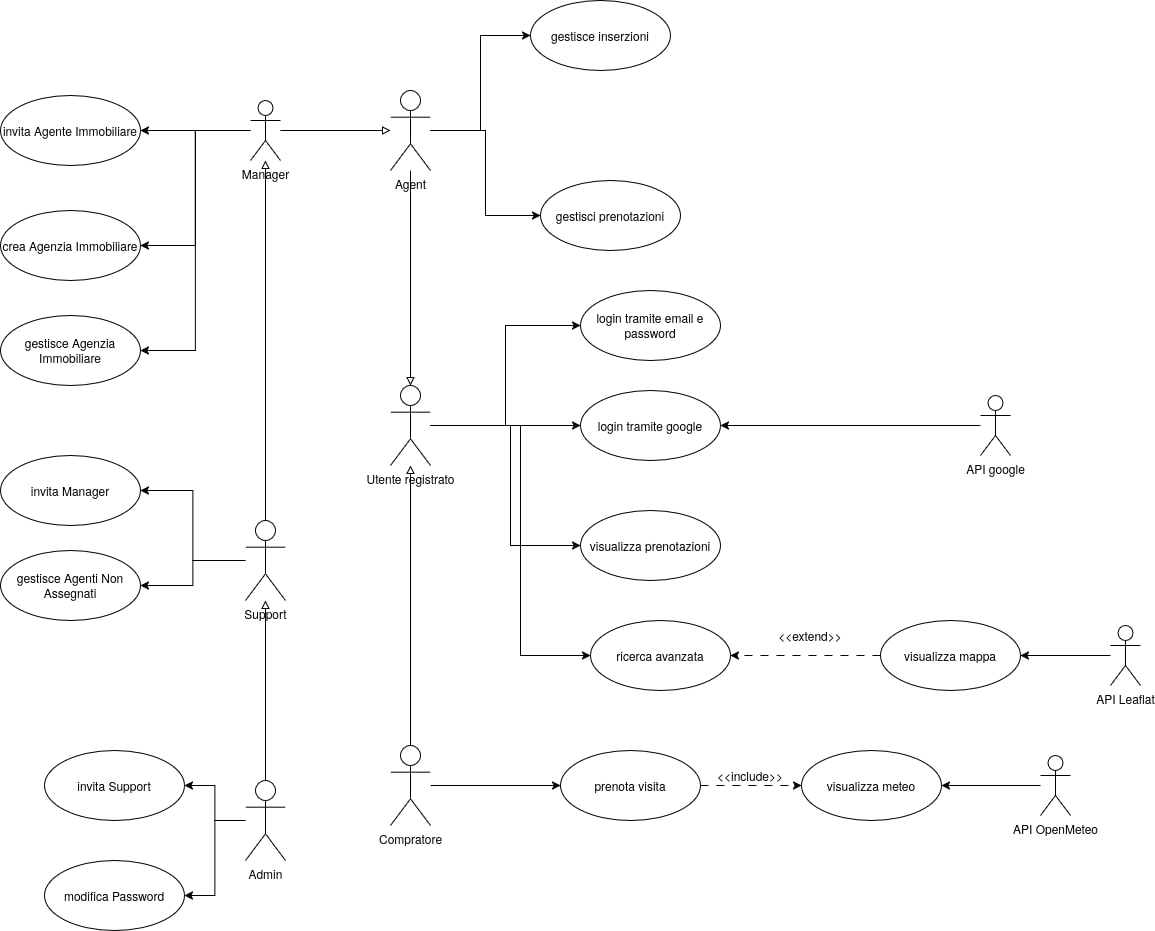 gestisce inserzioni
invita Agente Immobiliare
Manager
Agent
gestisci prenotazioni
crea Agenzia Immobiliare
gestisce Agenzia
Immobiliare
login tramite email e
password
login tramite google
API google
Utente registrato
invita Manager
visualizza prenotazioni
gestisce Agenti Non
Assegnati
Support
<<extend>>
ricerca avanzata
visualizza mappa
API Leaflat
invita Support
<<include>>
prenota visita
visualizza meteo
API OpenMeteo
Compratore
Admin
modifica Password